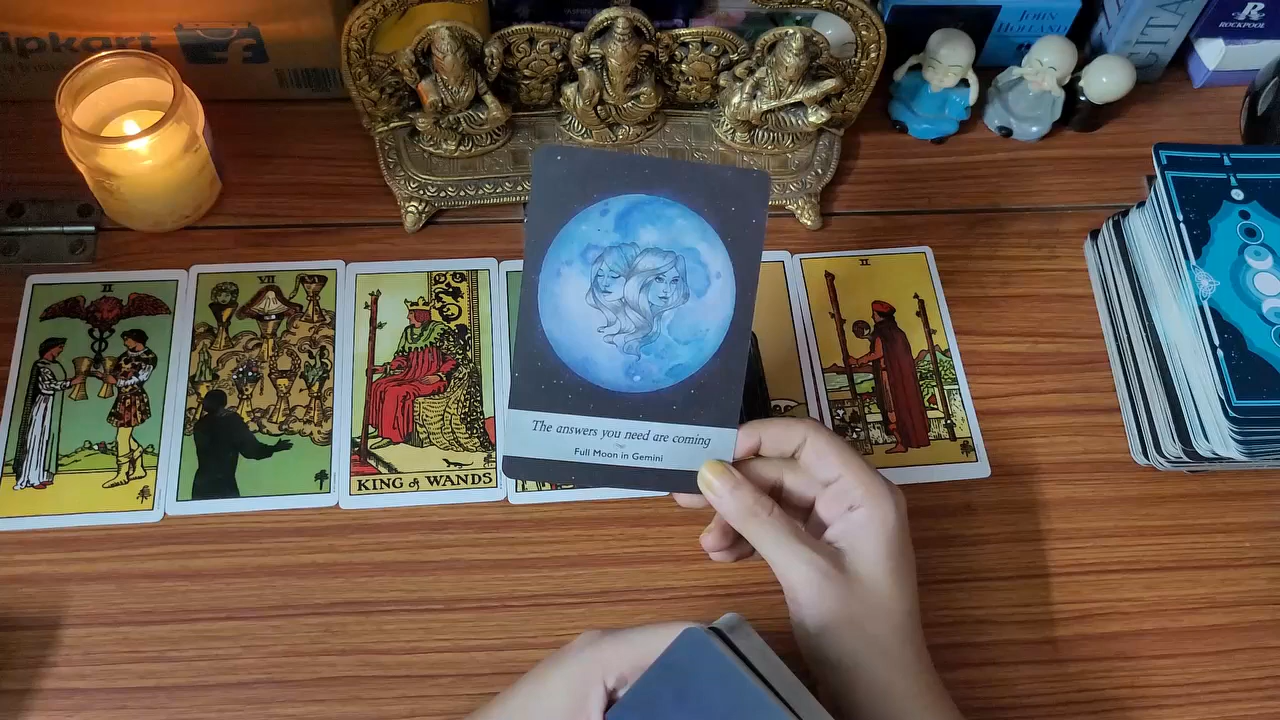 ipkart
JOHN
HOLLAND
R
ROCKPOOL
II
VII
KING of WANDS
II
The answers you need are coming
Full Moon in Gemini